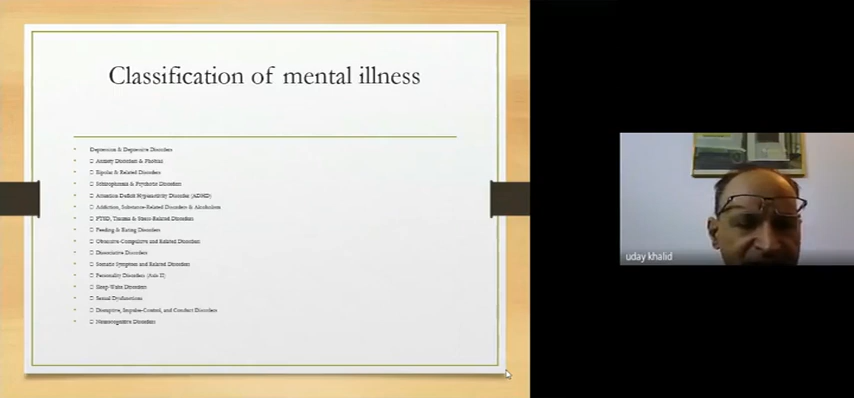 Classification of mental illness
Depression & Depressive Disorders
Anxiety Disorders & Phobias
Bipolar & Related Disorders
Schizophrenia & Psychotic Disorders
Attention-Deficit Hyperactivity Disorder (ADHD)
Addiction, Substance-Related Disorders & Alcoholism
PTSD, Trauma & Stress-Related Disorders
Feeding & Eating Disorders
Obsessive-Compulsive and Related Disorders
Dissociative Disorders
Somatic Symptom and Related Disorders
Personality Disorders (Axis II)
Sleep-Wake Disorders
Sexual Dysfunctions
Disruptive, Impulse-Control, and Conduct Disorders
Neurocognitive Disorders
uday khalid